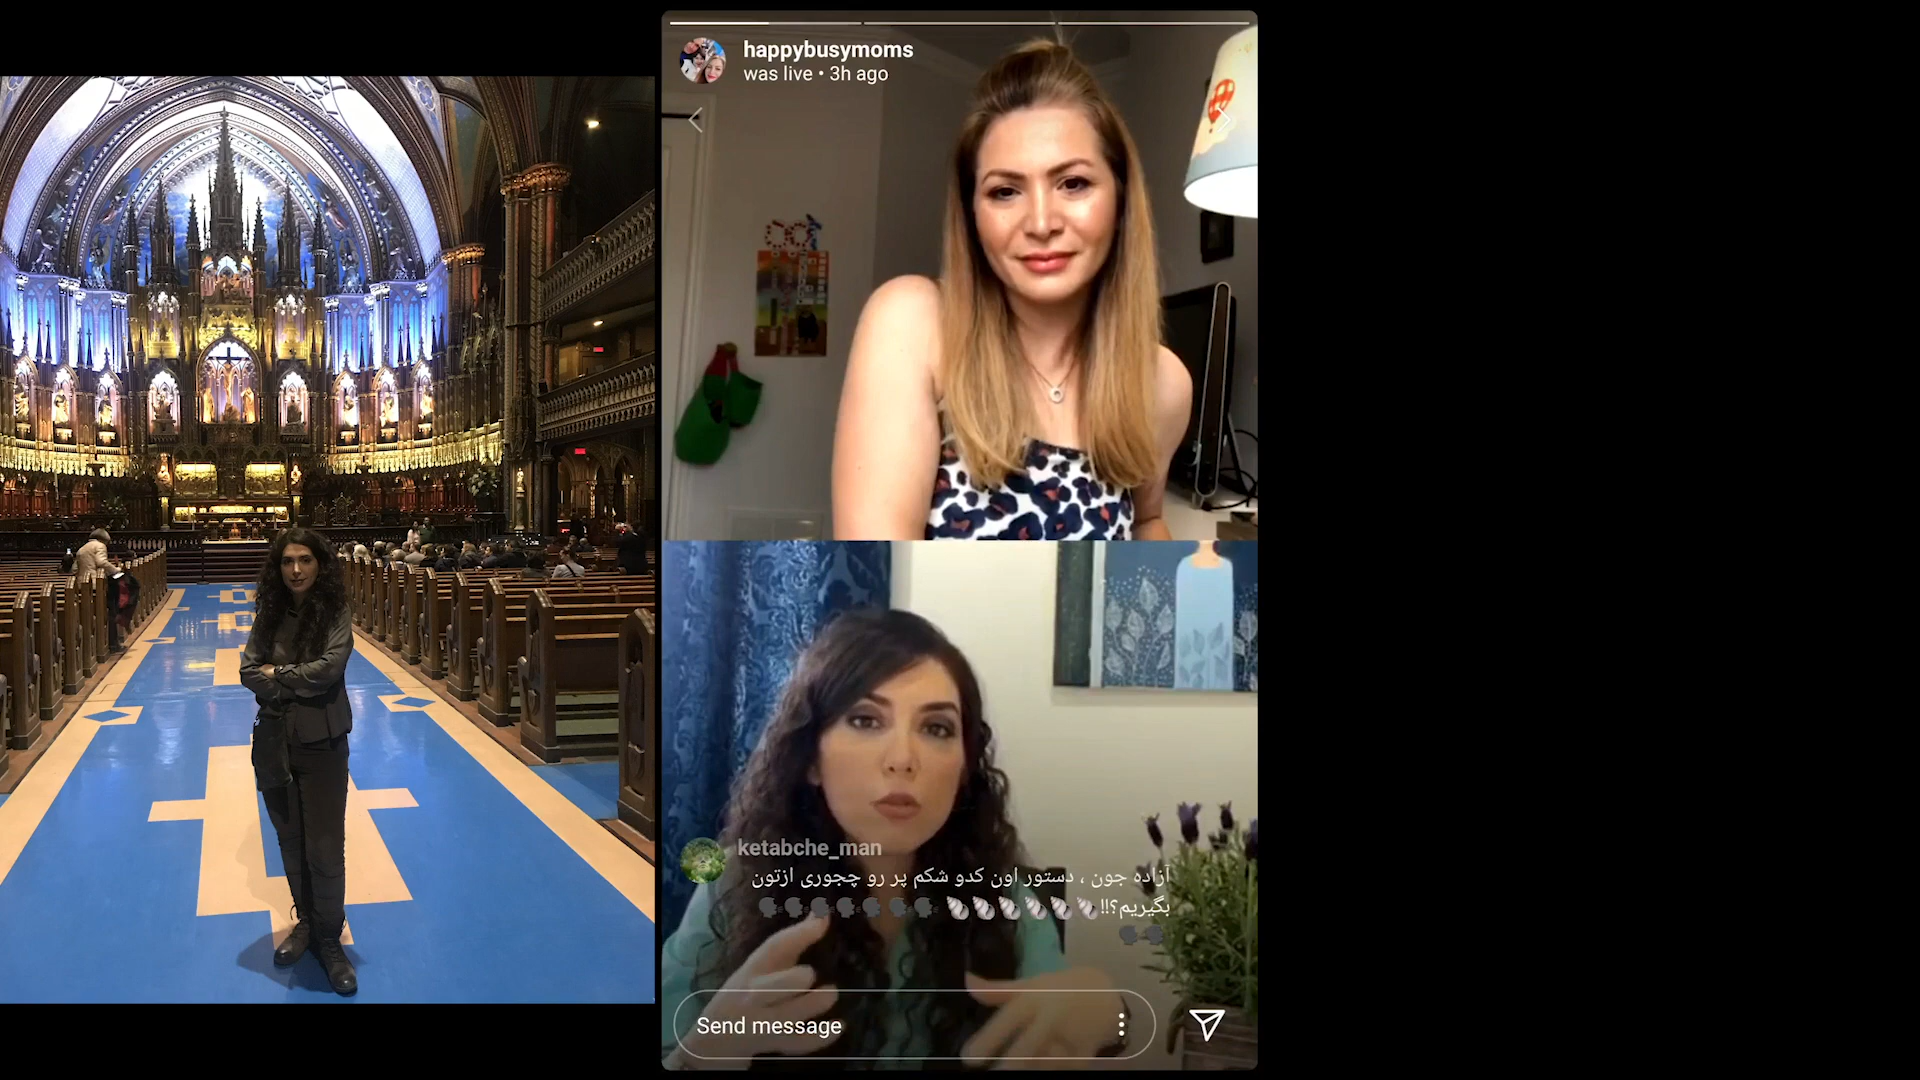 happybusymoms
was live • 3h ago
ketabche_man
آزاده جون ، دستور اون کدو شکم پر رو چجوری ازتون
بگیریم؟!!
Send message